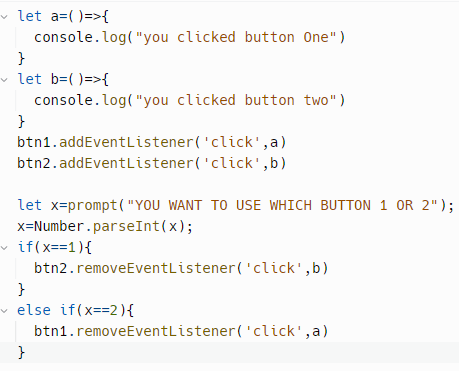 let a=()=>{
  console.log("you clicked button One")
}
let b=()=>{
  console.log("you clicked button two")
}
btn1.addEventListener('click',a)
btn2.addEventListener('click',b)

let x=prompt("YOU WANT TO USE WHICH BUTTON 1 OR 2");
x=Number.parseInt(x);
if(x==1){
  btn2.removeEventListener('click',b)
}
else if(x==2){
  btn1.removeEventListener('click',a)
}